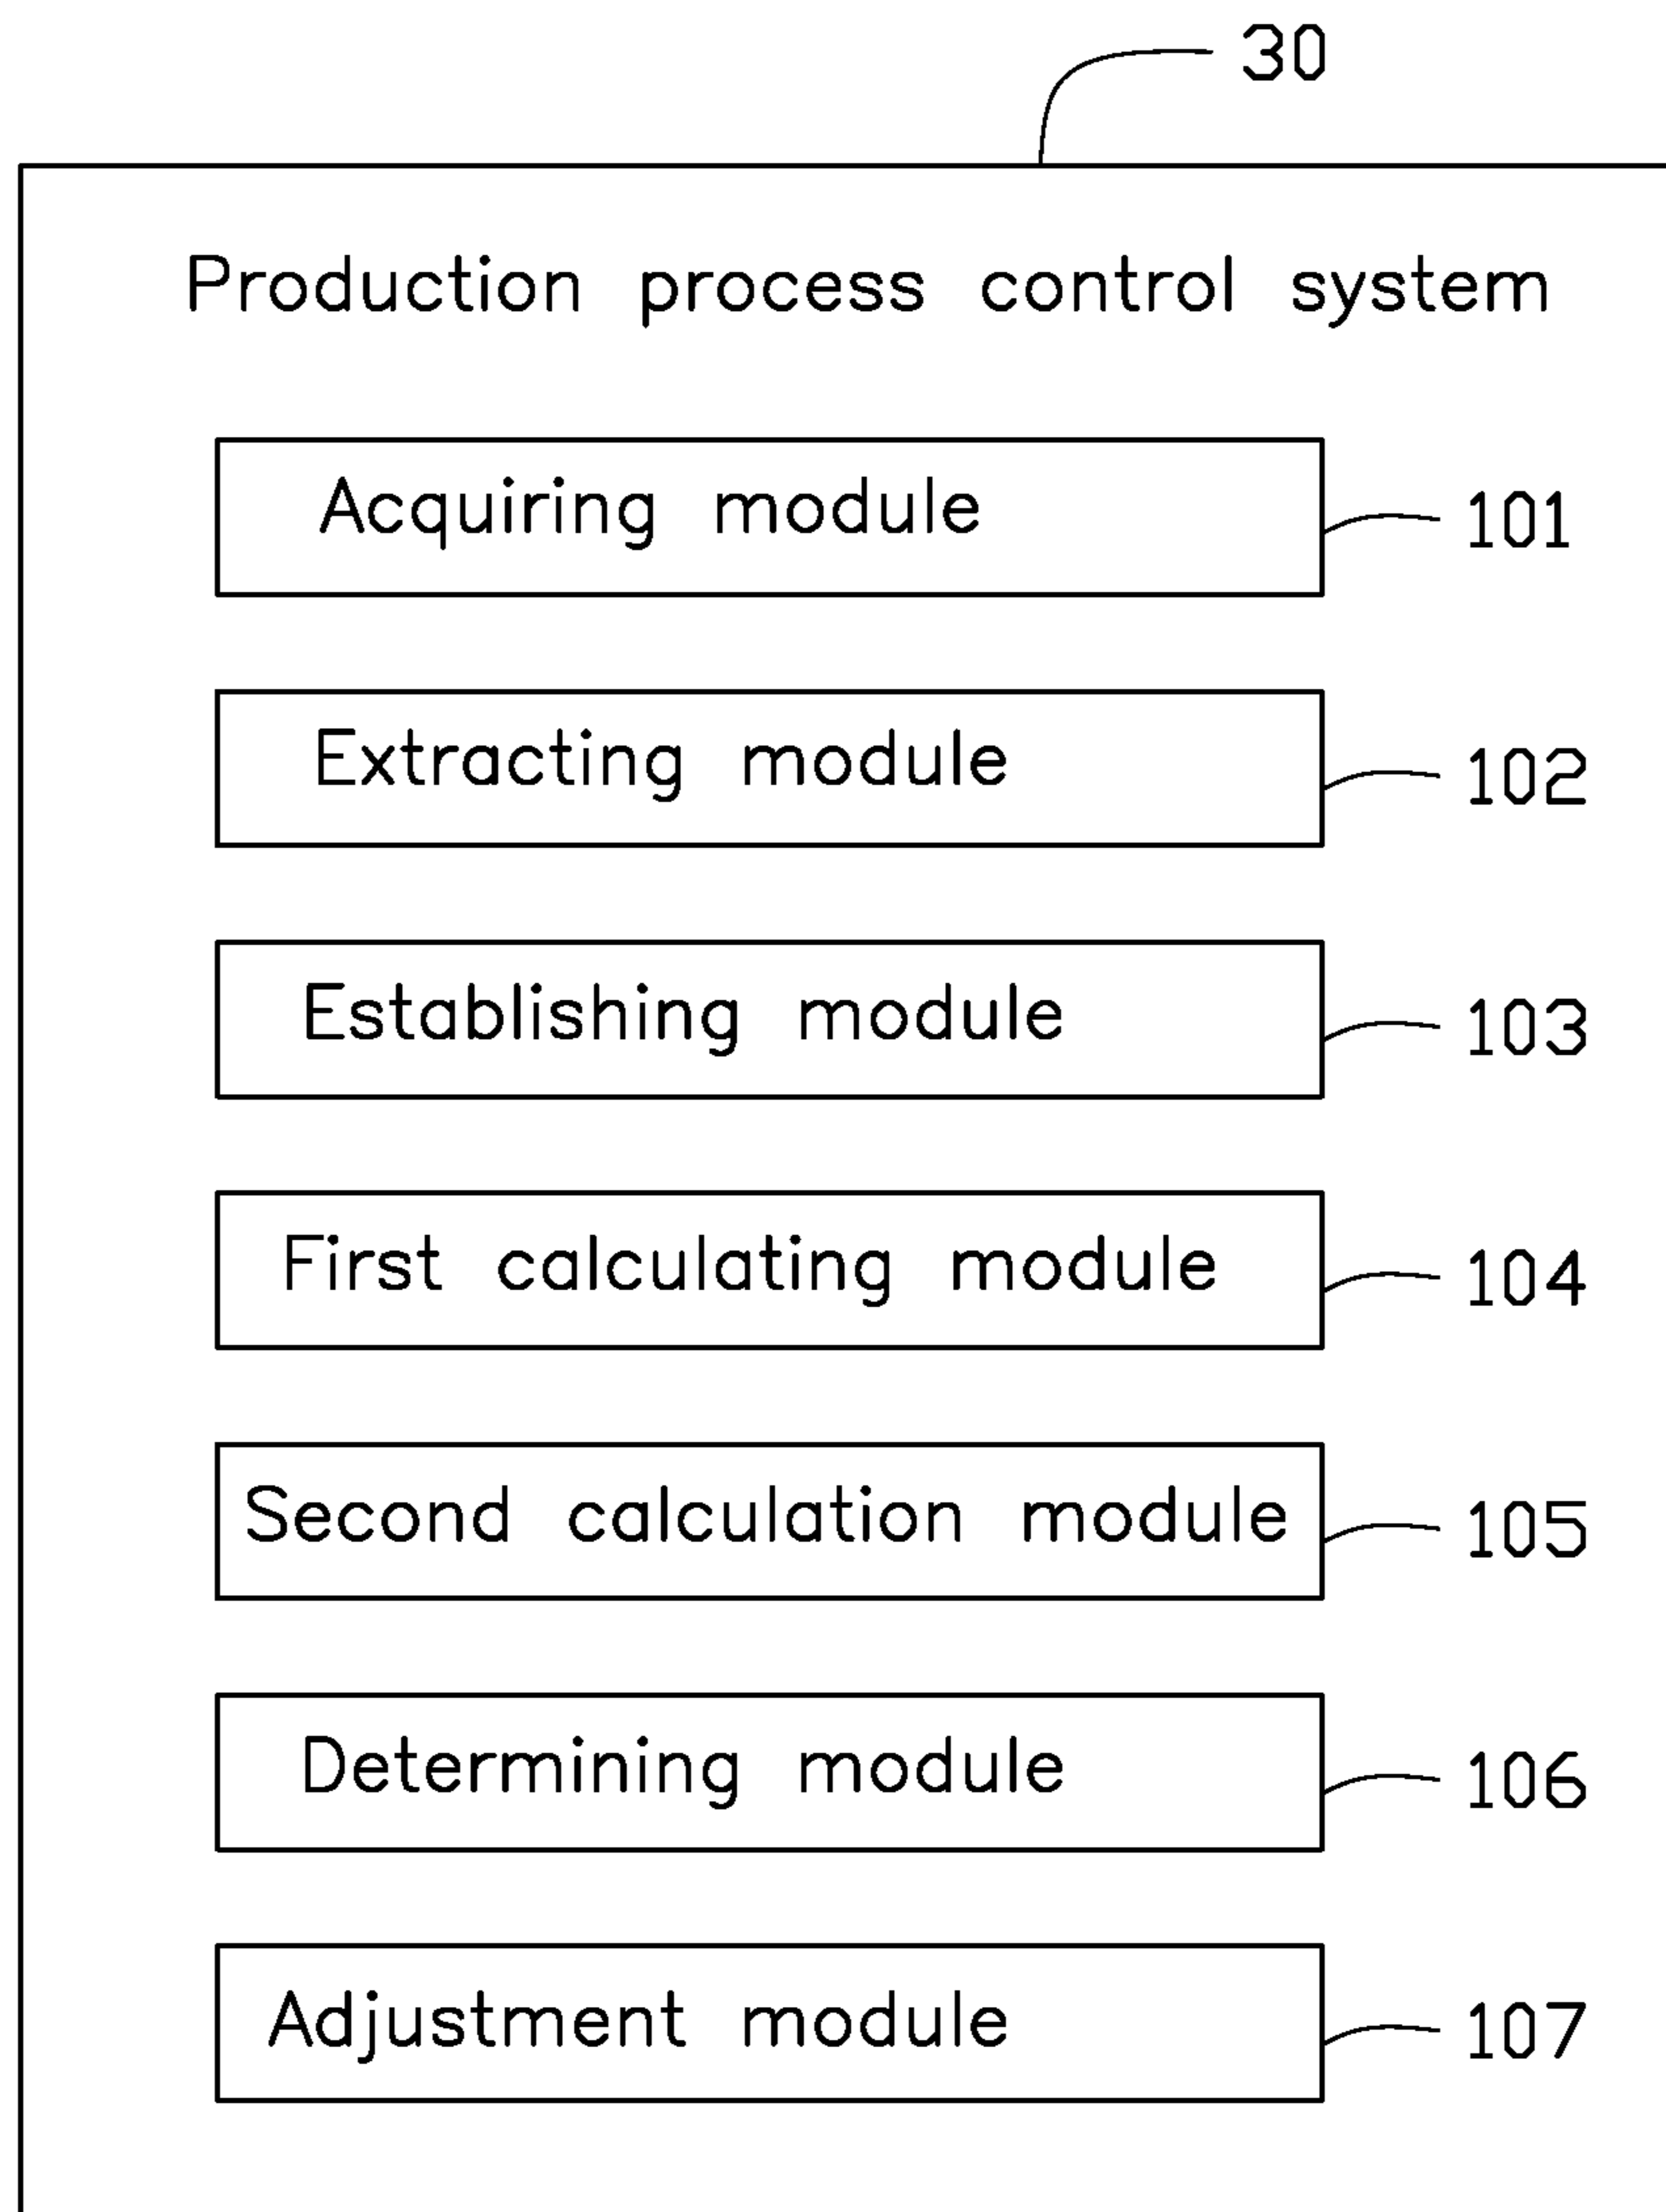 30
Production process control system
Acquiring module
101
Extracting module
102
Establishing module
103
First calculating module
104
Second calculation module
105
Determining module
106
Adjustment module
107